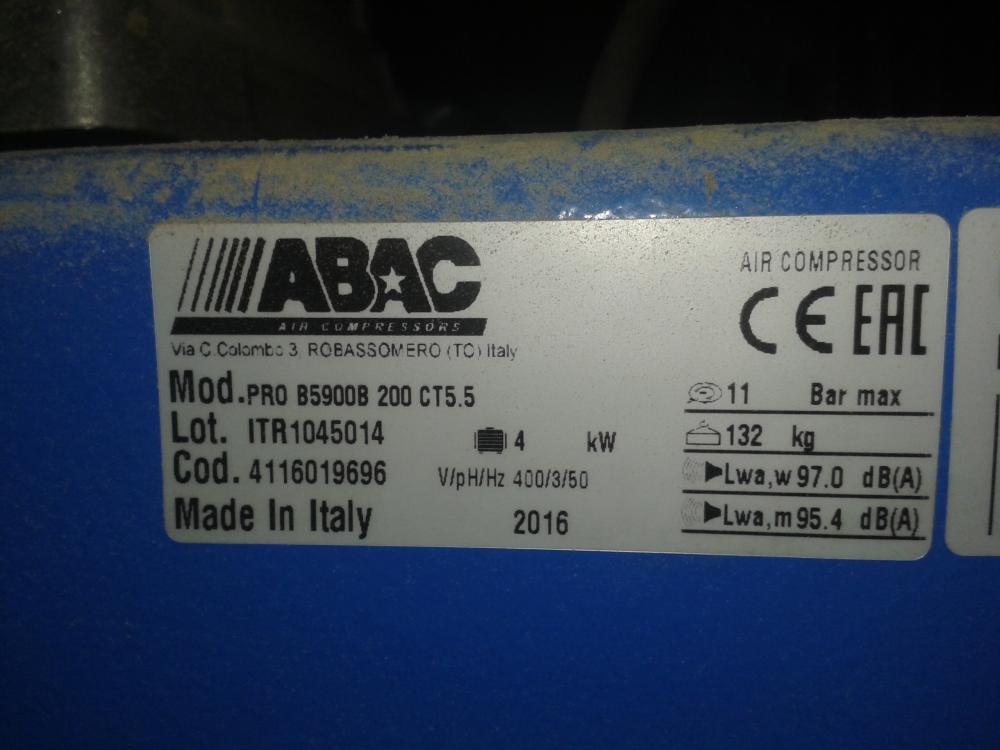 ABAC
AIR COMPRESSORS
Via C.Colombo 3, ROBASSOMERO (TO) Italy
AIR COMPRESSOR
CE EAC
Mod.PRO B5900B 200 CT5.5
Lot. ITR1045014
Cod. 4116019696
Made In Italy
4 kW
V/pH/Hz 400/3/50
2016
11 Bar max
132 kg
Lwa,w 97.0 dB(A)
Lwa,m 95.4 dB(A)